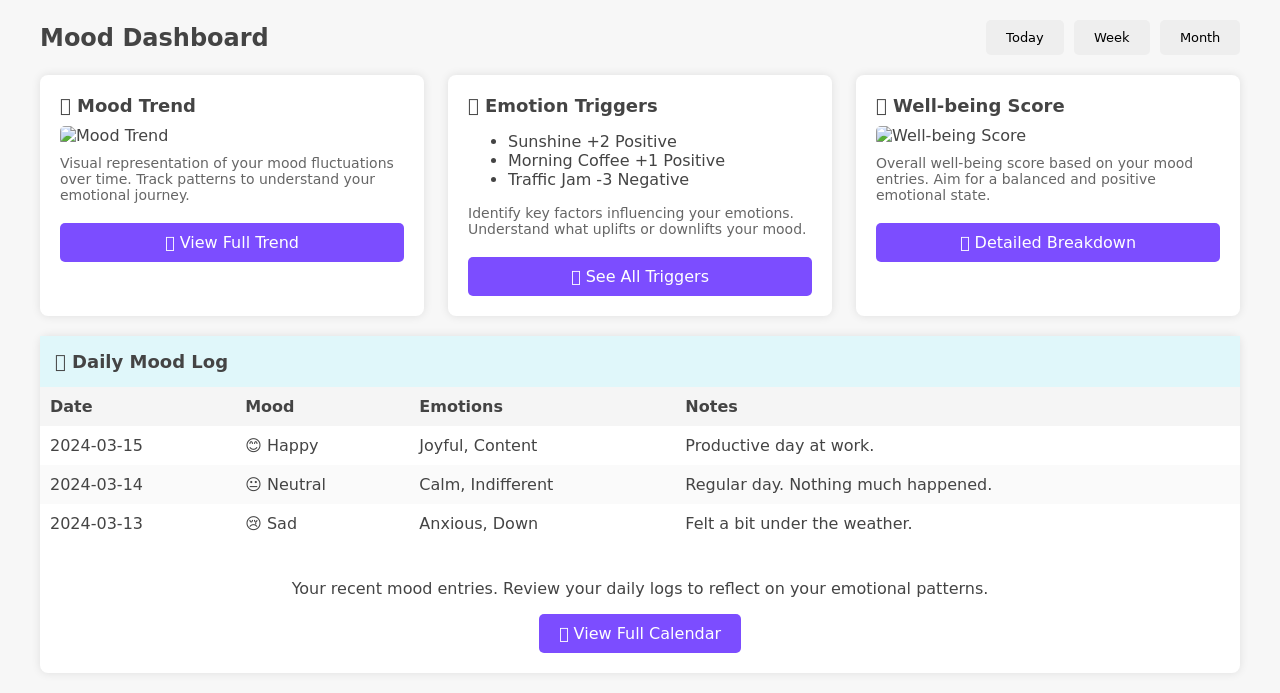 Mood Dashboard
Today Week Month
Mood Trend
Mood Trend
Visual representation of your mood fluctuations
over time. Track patterns to understand your
emotional journey.
View Full Trend
Emotion Triggers
• Sunshine +2 Positive
• Morning Coffee +1 Positive
• Traffic Jam -3 Negative
Identify key factors influencing your emotions.
Understand what uplifts or downlifts your mood.
See All Triggers
Well-being Score
Well-being Score
Overall well-being score based on your mood
entries. Aim for a balanced and positive
emotional state.
Detailed Breakdown
Daily Mood Log
Date Mood Emotions Notes
2024-03-15 😊 Happy Joyful, Content Productive day at work.
2024-03-14 😐 Neutral Calm, Indifferent Regular day. Nothing much happened.
2024-03-13 😢 Sad Anxious, Down Felt a bit under the weather.
Your recent mood entries. Review your daily logs to reflect on your emotional patterns.
View Full Calendar